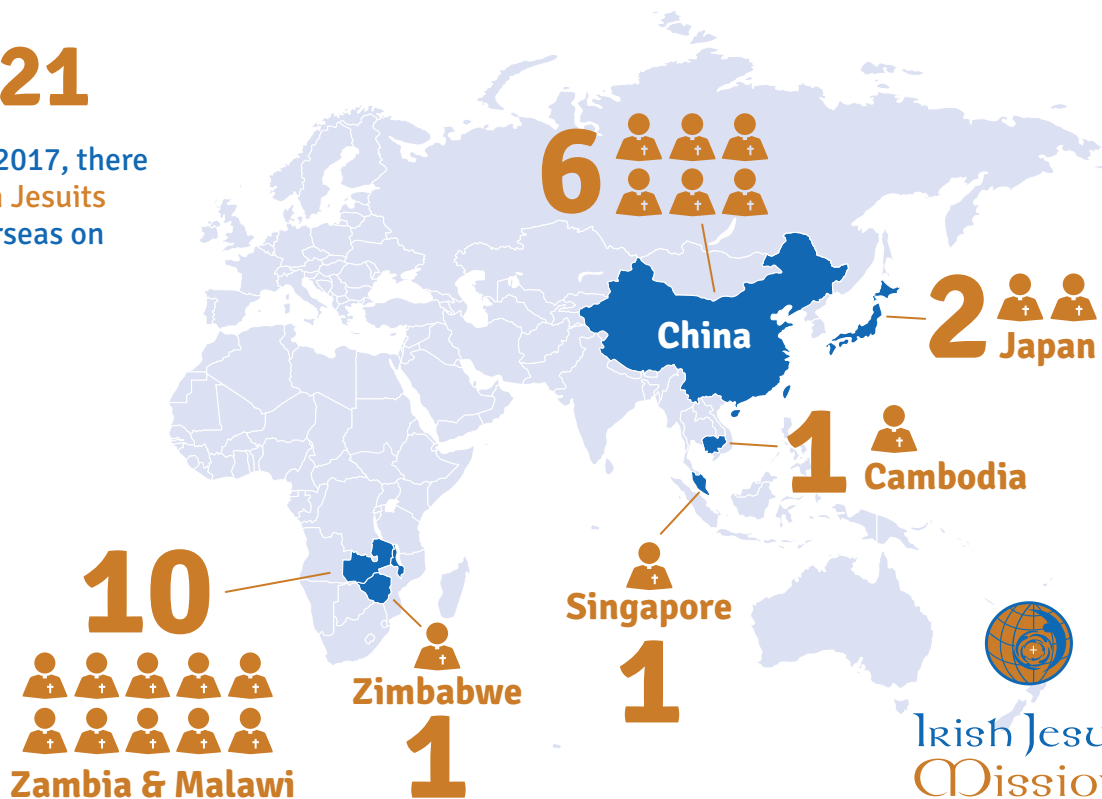 21
2017, there
Jesuits
rseas on
6
China
2
Japan
1
Cambodia
10
Zambia & Malawi
Zimbabwe
1
Singapore
1
Irish Jesu
Missio